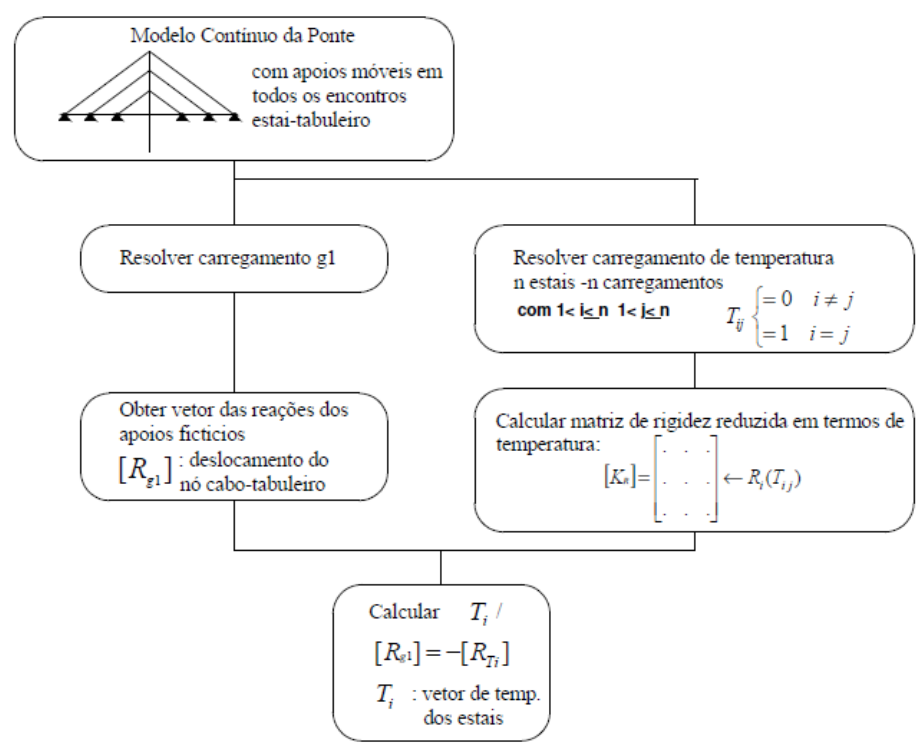 Modelo Contínuo da Ponte
com apoios móveis em
todos os encontros
estai-tabuleiro
Resolver carregamento g1
Resolver carregamento de temperatura
n estais -n carregamentos
com 1< i≤ n 1< j≤ n
T_ij { = 0 i ≠ j
= 1 i = j
Obter vetor das reações dos
apoios ficticios
[R_g1] : deslocamento do
nó cabo-tabuleiro
Calcular matriz de rigidez reduzida em termos de
temperatura:
[K_n] = [ . . . ] ← R_i(T_ij)
Calcular T_i /
[R_g1] = −[R_Ti]
T_i : vetor de temp.
dos estais